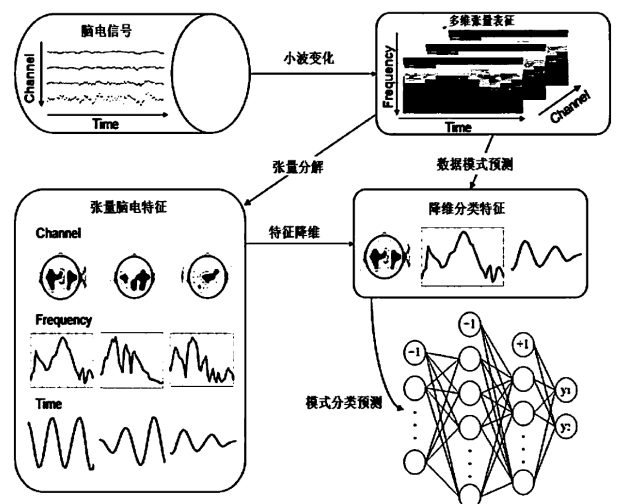 脑电信号
Channel
Time
小波变化
多维张量表征
Frequency
Time
Channel
张量分解
数据模式预测
张量脑电特征
Channel
Frequency
Time
特征降维
降维分类特征
模式分类预测
-1
-1
+1
y1
y2